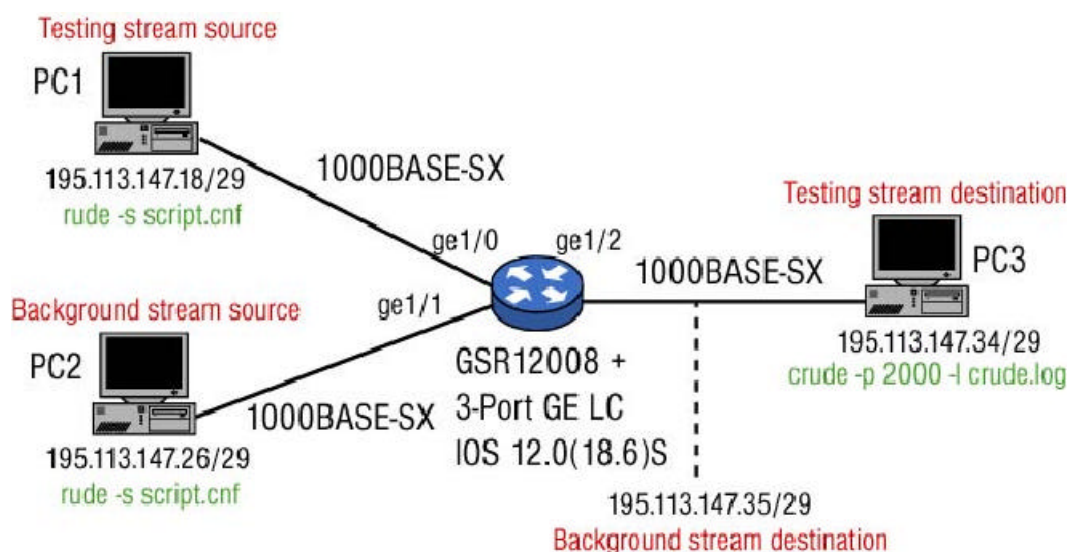 Testing stream source
PC1
195.113.147.18/29
rude -s script.cnf
1000BASE-SX
ge1/0
ge1/2
1000BASE-SX
Testing stream destination
PC3
195.113.147.34/29
crude -p 2000 -l crude.log
Background stream source
PC2
195.113.147.26/29
rude -s script.cnf
ge1/1
1000BASE-SX
GSR12008 +
3-Port GE LC
IOS 12.0(18.6)S
195.113.147.35/29
Background stream destination